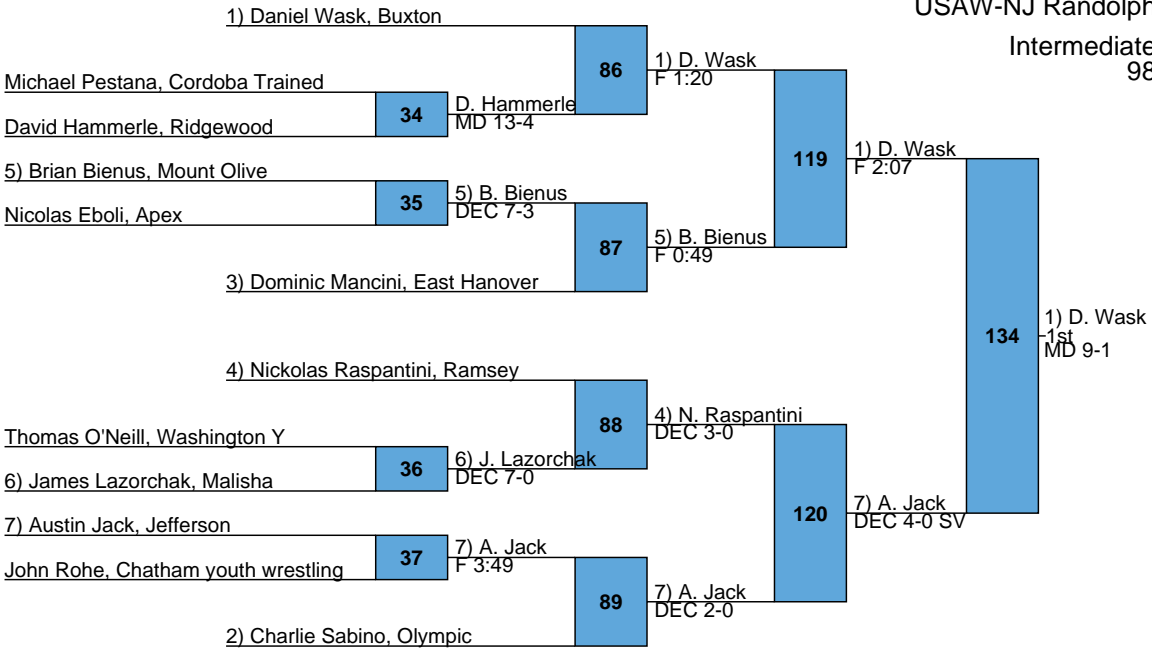 USAW-NJ Randolph
Intermediate
98
1) Daniel Wask, Buxton
86
1) D. Wask
F 1:20
Michael Pestana, Cordoba Trained
34
D. Hammerle
MD 13-4
David Hammerle, Ridgewood
119
1) D. Wask
F 2:07
5) Brian Bienus, Mount Olive
35
5) B. Bienus
DEC 7-3
Nicolas Eboli, Apex
87
5) B. Bienus
F 0:49
3) Dominic Mancini, East Hanover
134
1) D. Wask
1st
MD 9-1
4) Nickolas Raspantini, Ramsey
88
4) N. Raspantini
DEC 3-0
Thomas O'Neill, Washington Y
36
6) J. Lazorchak
DEC 7-0
6) James Lazorchak, Malisha
120
7) A. Jack
DEC 4-0 SV
7) Austin Jack, Jefferson
37
7) A. Jack
F 3:49
John Rohe, Chatham youth wrestling
89
7) A. Jack
DEC 2-0
2) Charlie Sabino, Olympic